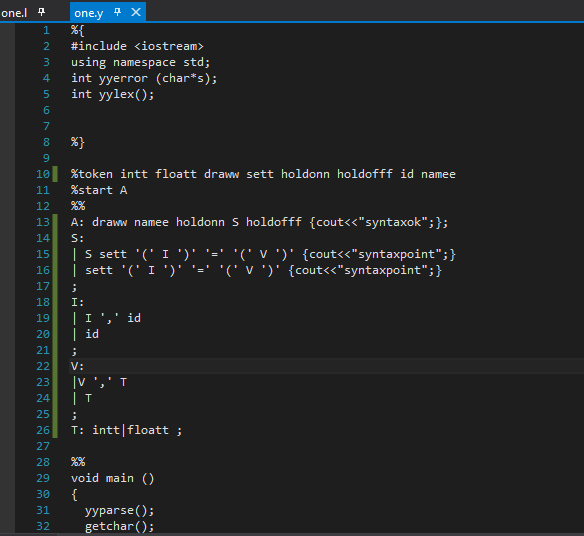 one.l one.y
1 %{
2 #include <iostream>
3 using namespace std;
4 int yyerror (char*s);
5 int yylex();
6
7
8 %}
9
10 %token intt floatt draww sett holdonn holdofff id namee
11 %start A
12 %%
13 A: draww namee holdonn S holdofff {cout<<"syntaxok";};
14 S:
15 | S sett '(' I ')' '=' '(' V ')' {cout<<"syntaxpoint";}
16 | sett '(' I ')' '=' '(' V ')' {cout<<"syntaxpoint";}
17 ;
18 I:
19 | I ',' id
20 | id
21 ;
22 V:
23 |V ',' T
24 | T
25 ;
26 T: intt|floatt ;
27
28 %%
29 void main ()
30 {
31 yyparse();
32 getchar();